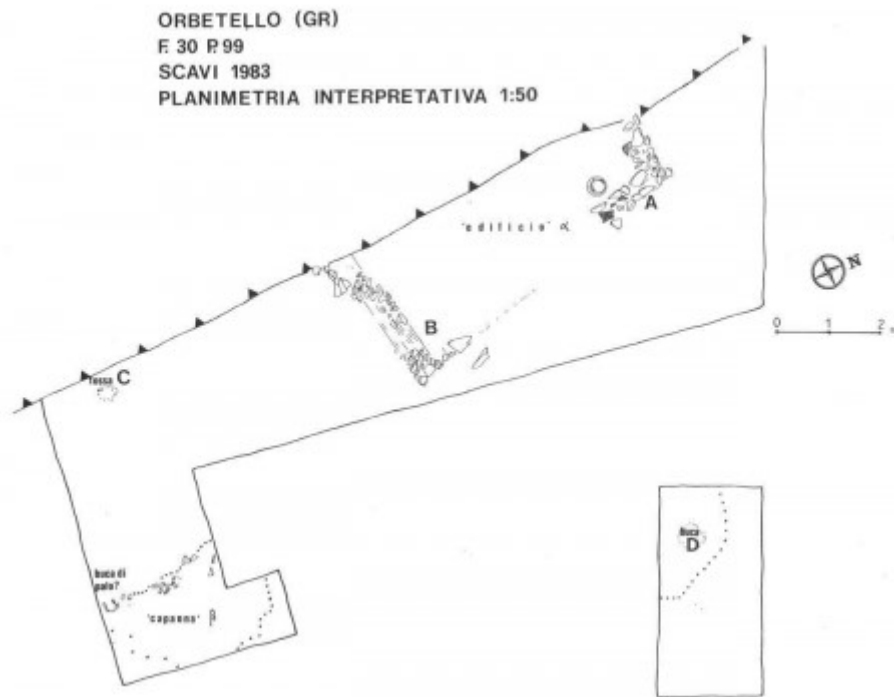 ORBETELLO (GR)
F. 30 P. 99
SCAVI 1983
PLANIMETRIA INTERPRETATIVA 1:50
A
'edificio' α
N
0 1 2
B
fossa C
buca
D
buca di
palo?
'capanna' β